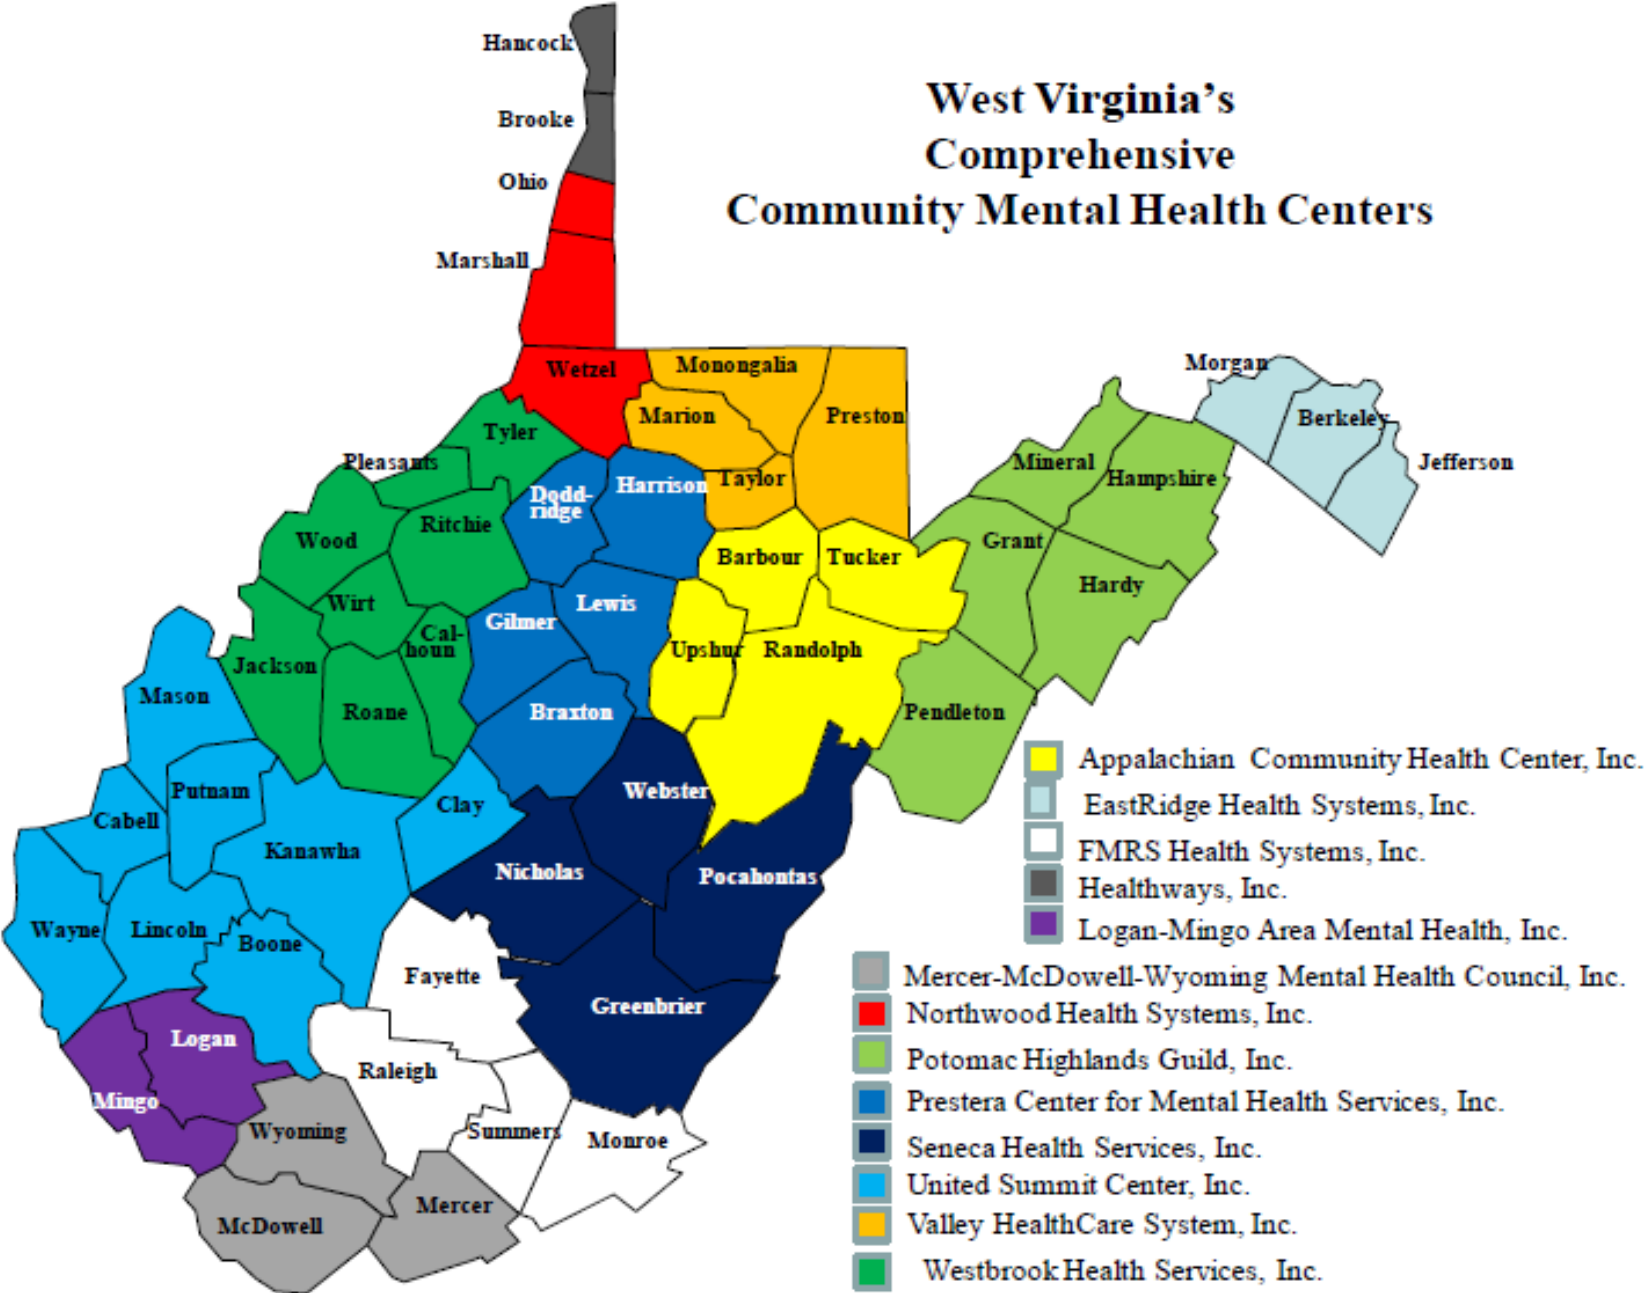 Hancock
West Virginia's
Brooke
Comprehensive
Ohio
Community Mental Health Centers
Marshall
Wetzel
Monongalia
Morgan
Marion
Preston
Berkeley
Tyler
Pleasants
Mineral
Jefferson
Harrison
Taylor
Hampshire
Dodd-
ridge
Ritchie
Wood
Grant
Barbour
Tucker
Hardy
Wirt
Lewis
Gilmer
Cal-
houn
Upshur
Randolph
Jackson
Mason
Roane
Braxton
Pendleton
Putnam
Clay
Webster
Cabell
Kanawha
Nicholas
Pocahontas
Wayne
Lincoln
Boone
Fayette
Greenbrier
Logan
Raleigh
Mingo
Wyoming
Summers
Monroe
Mercer
McDowell
Appalachian Community Health Center, Inc.
EastRidge Health Systems, Inc.
FMRS Health Systems, Inc.
Healthways, Inc.
Logan-Mingo Area Mental Health, Inc.
Mercer-McDowell-Wyoming Mental Health Council, Inc.
Northwood Health Systems, Inc.
Potomac Highlands Guild, Inc.
Prestera Center for Mental Health Services, Inc.
Seneca Health Services, Inc.
United Summit Center, Inc.
Valley HealthCare System, Inc.
Westbrook Health Services, Inc.